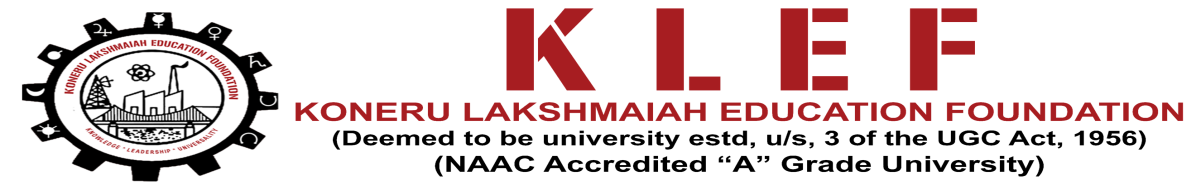 KONERU LAKSHMAIAH EDUCATION FOUNDATION
KNOWLEDGE - LEADERSHIP - UNIVERSALITY
K L E F
KONERU LAKSHMAIAH EDUCATION FOUNDATION
(Deemed to be university estd, u/s, 3 of the UGC Act, 1956)
(NAAC Accredited “A” Grade University)